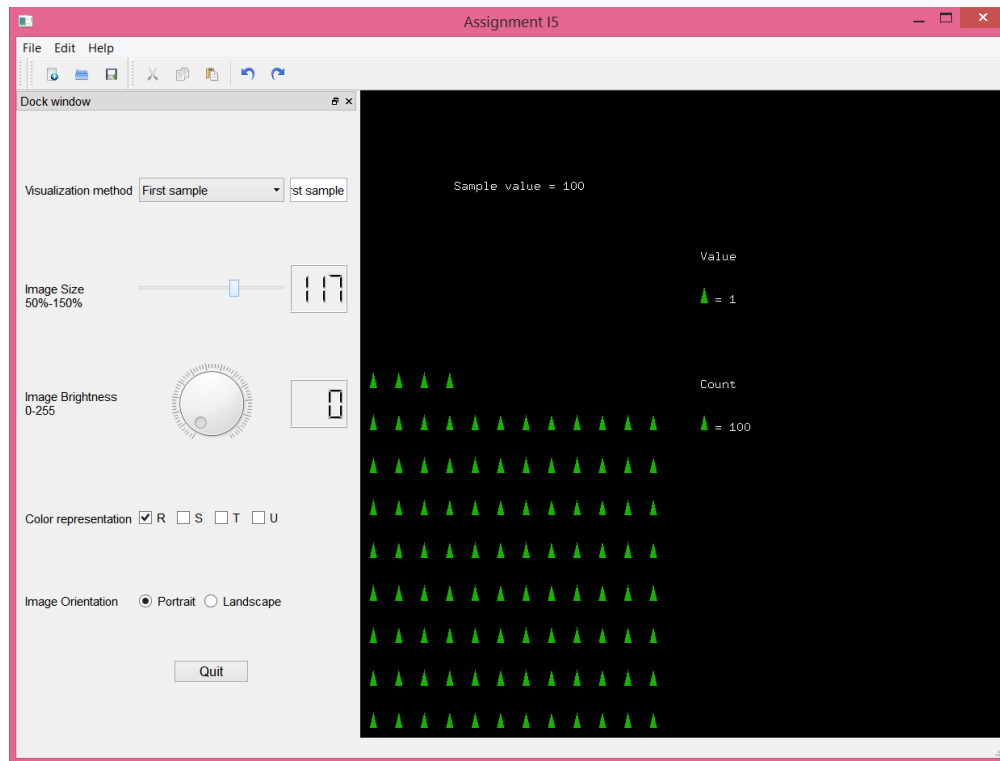 Assignment I5
File Edit Help
Dock window
Sample value = 100
Visualization method First sample st sample
Value
Image Size
50%-150%
117
= 1
Image Brightness
0-255
0
Count
= 100
Color representation R S T U
Image Orientation Portrait Landscape
Quit